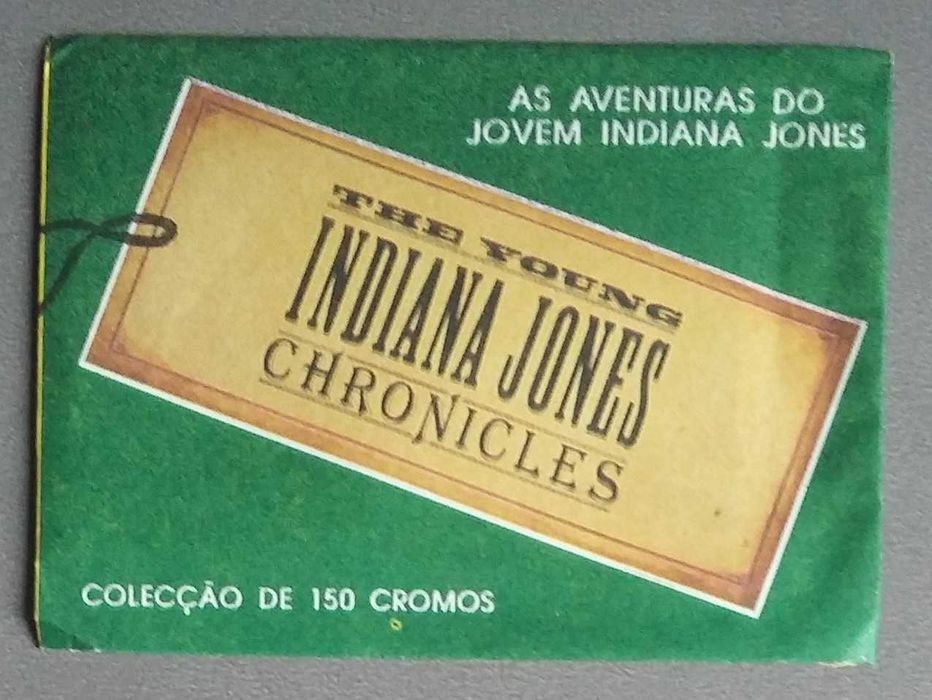 AS AVENTURAS DO
JOVEM INDIANA JONES
THE YOUNG
INDIANA JONES
CHRONICLES
COLECÇÃO DE 150 CROMOS